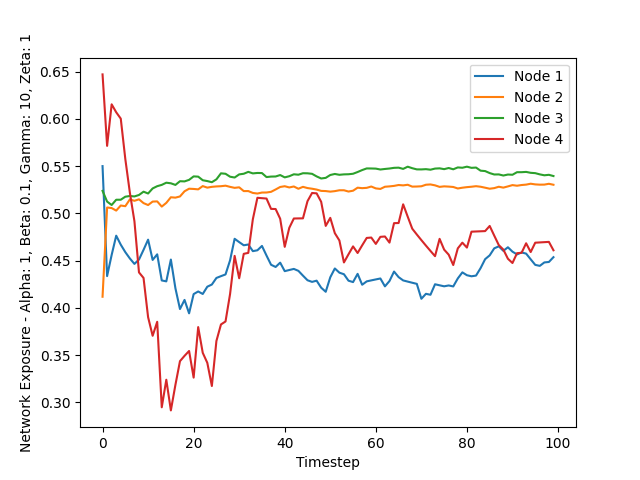 Network Exposure - Alpha: 1, Beta: 0.1, Gamma: 10, Zeta: 1
0.65
0.60
0.55
0.50
0.45
0.40
0.35
0.30
Node 1
Node 2
Node 3
Node 4
0 20 40 60 80 100
Timestep